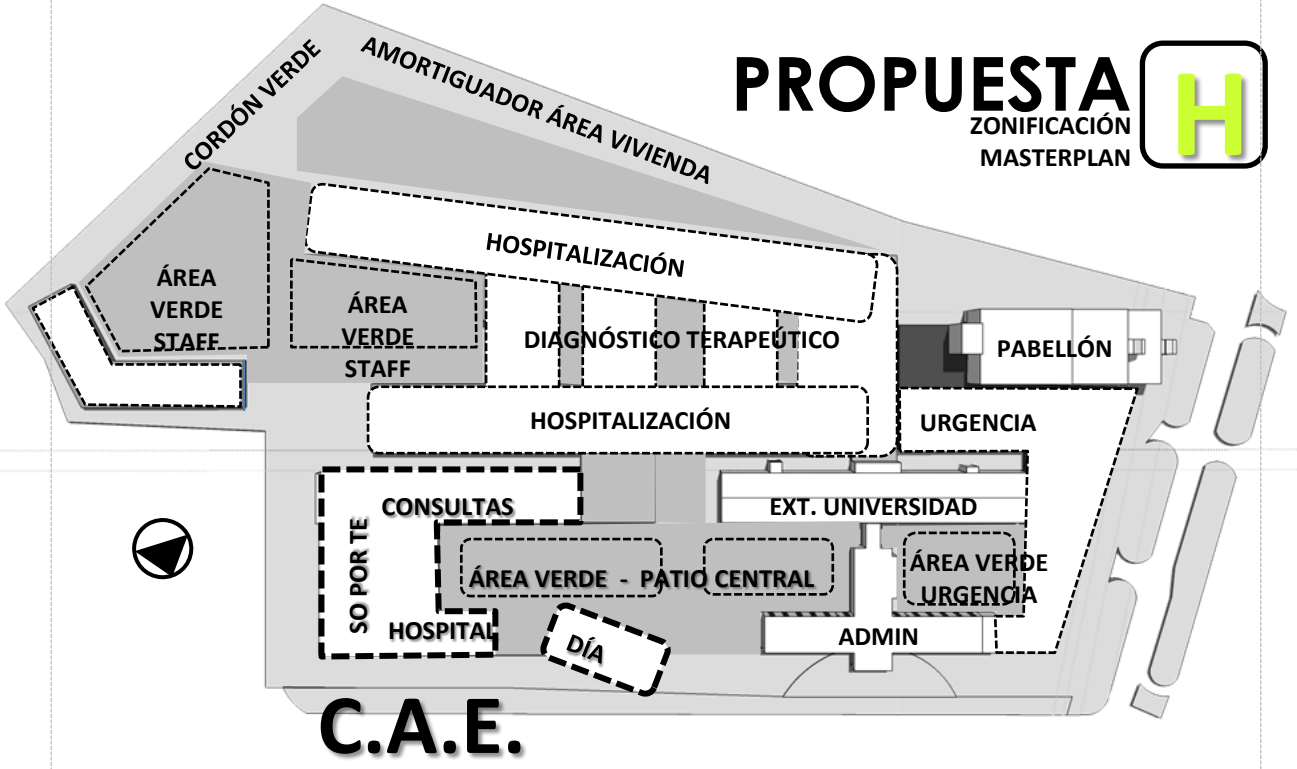 PROPUESTA
ZONIFICACIÓN
MASTERPLAN
H
CORDÓN VERDE
AMORTIGUADOR ÁREA VIVIENDA
HOSPITALIZACIÓN
ÁREA
VERDE
STAFF
ÁREA
VERDE
STAFF
DIAGNÓSTICO TERAPEÚTICO
PABELLÓN
HOSPITALIZACIÓN
URGENCIA
CONSULTAS
EXT. UNIVERSIDAD
SO POR TE
ÁREA VERDE - PATIO CENTRAL
ÁREA VERDE
URGENCIA
HOSPITAL
DÍA
ADMIN
C.A.E.